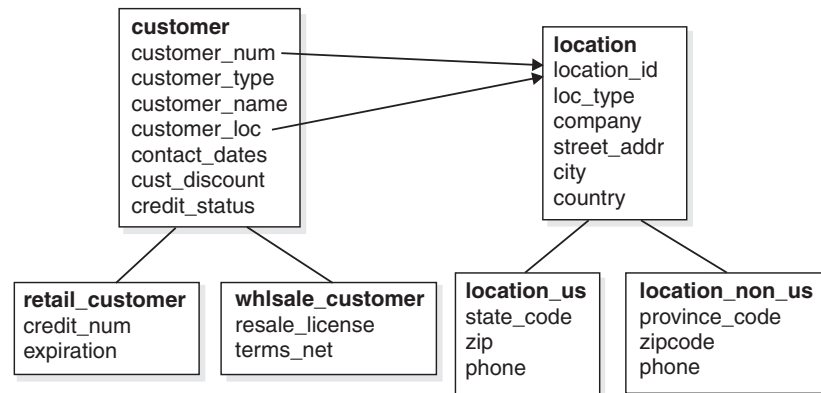 customer
customer_num
customer_type
customer_name
customer_loc
contact_dates
cust_discount
credit_status
location
location_id
loc_type
company
street_addr
city
country
retail_customer
credit_num
expiration
whlsale_customer
resale_license
terms_net
location_us
state_code
zip
phone
location_non_us
province_code
zipcode
phone